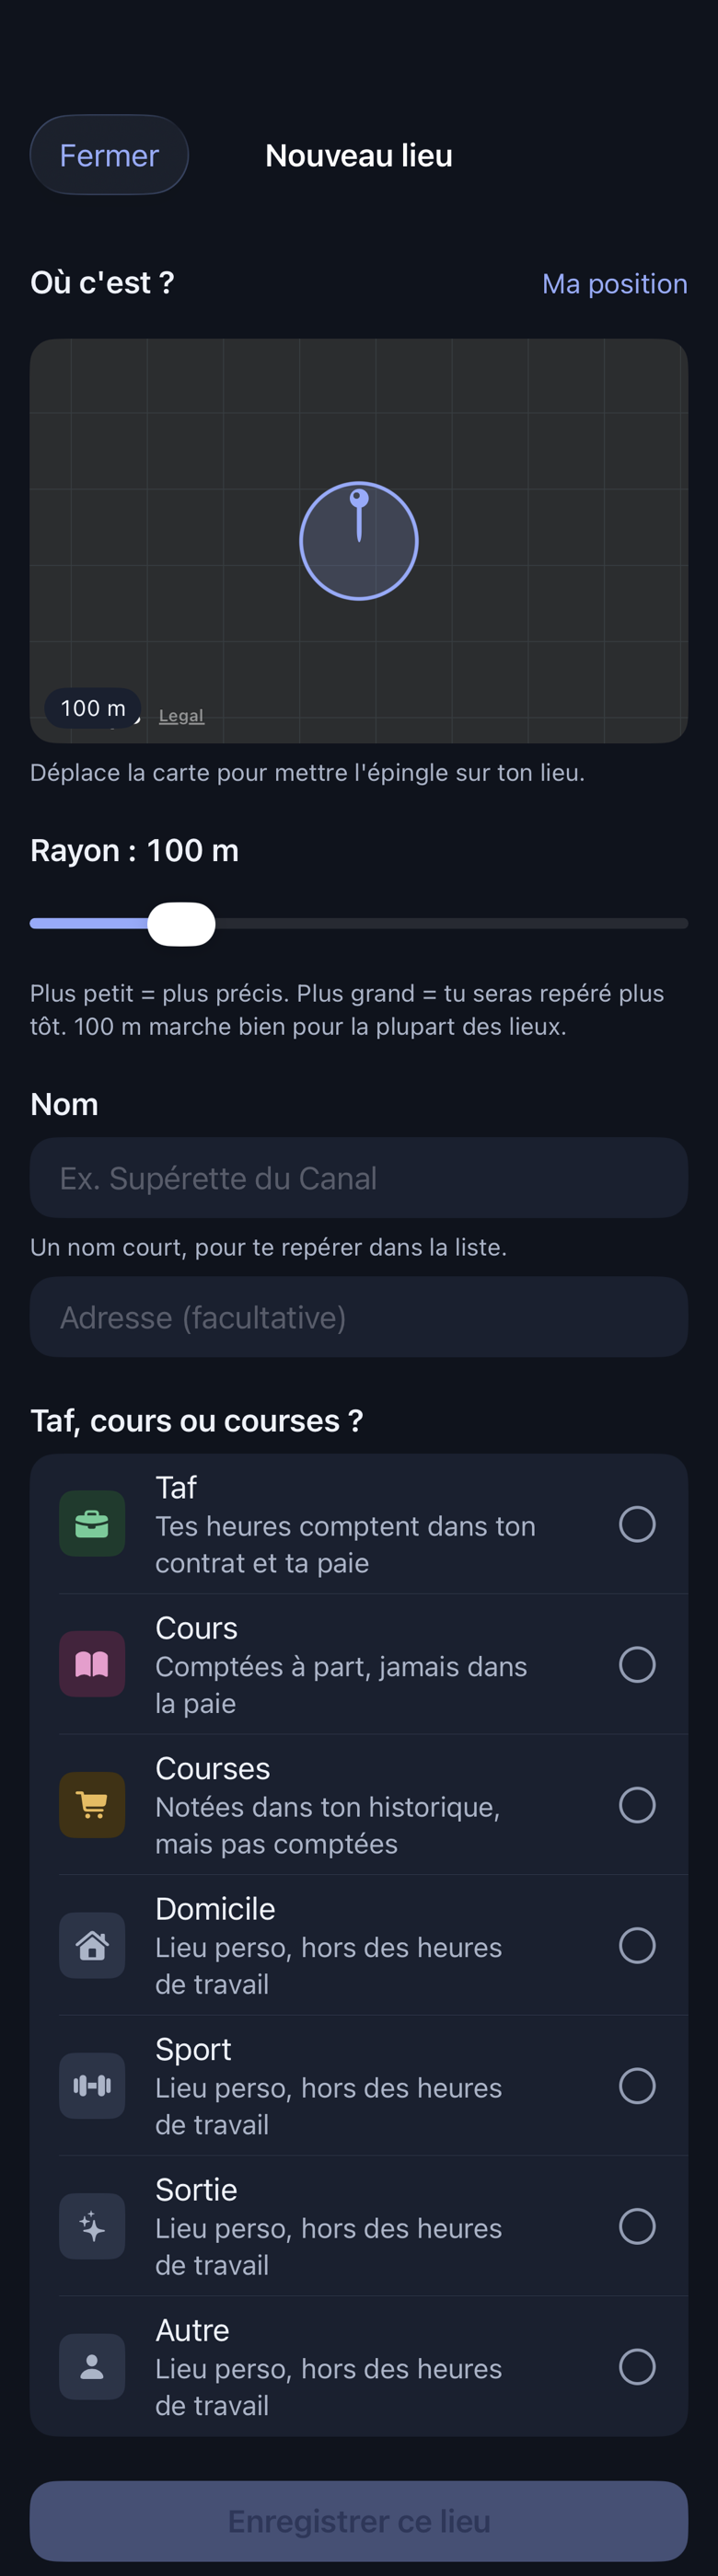 Fermer
Nouveau lieu
Où c'est ?
Ma position
100 m
Legal
Déplace la carte pour mettre l'épingle sur ton lieu.
Rayon : 100 m
Plus petit = plus précis. Plus grand = tu seras repéré plus
tôt. 100 m marche bien pour la plupart des lieux.
Nom
Ex. Supérette du Canal
Un nom court, pour te repérer dans la liste.
Adresse (facultative)
Taf, cours ou courses ?
Taf
Tes heures comptent dans ton
contrat et ta paie
Cours
Comptées à part, jamais dans
la paie
Courses
Notées dans ton historique,
mais pas comptées
Domicile
Lieu perso, hors des heures
de travail
Sport
Lieu perso, hors des heures
de travail
Sortie
Lieu perso, hors des heures
de travail
Autre
Lieu perso, hors des heures
de travail
Enregistrer ce lieu